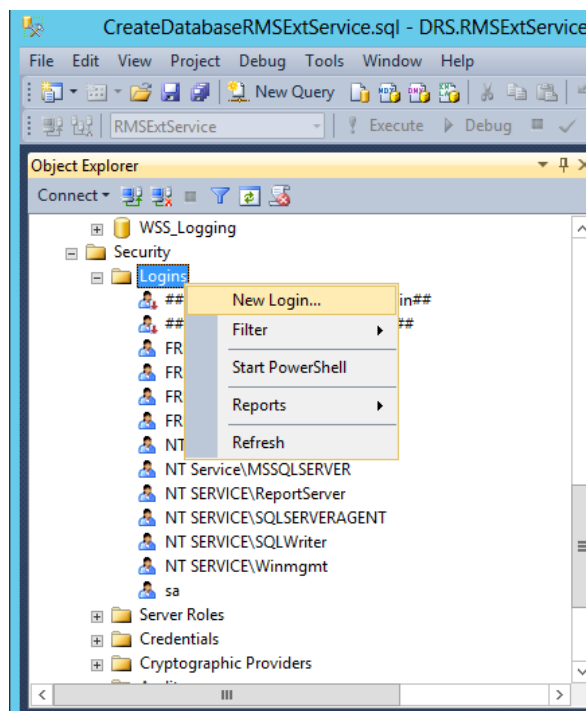 CreateDatabaseRMSExtService.sql - DRS.RMSExtService
File Edit View Project Debug Tools Window Help
New Query
RMSExtService Execute Debug
Object Explorer
Connect
WSS_Logging
Security
Logins
## New Login... in##
## Filter ##
FR
FR Start PowerShell
FR Reports
FR
NT Refresh
NT Service\MSSQLSERVER
NT SERVICE\ReportServer
NT SERVICE\SQLSERVERAGENT
NT SERVICE\SQLWriter
NT SERVICE\Winmgmt
sa
Server Roles
Credentials
Cryptographic Providers